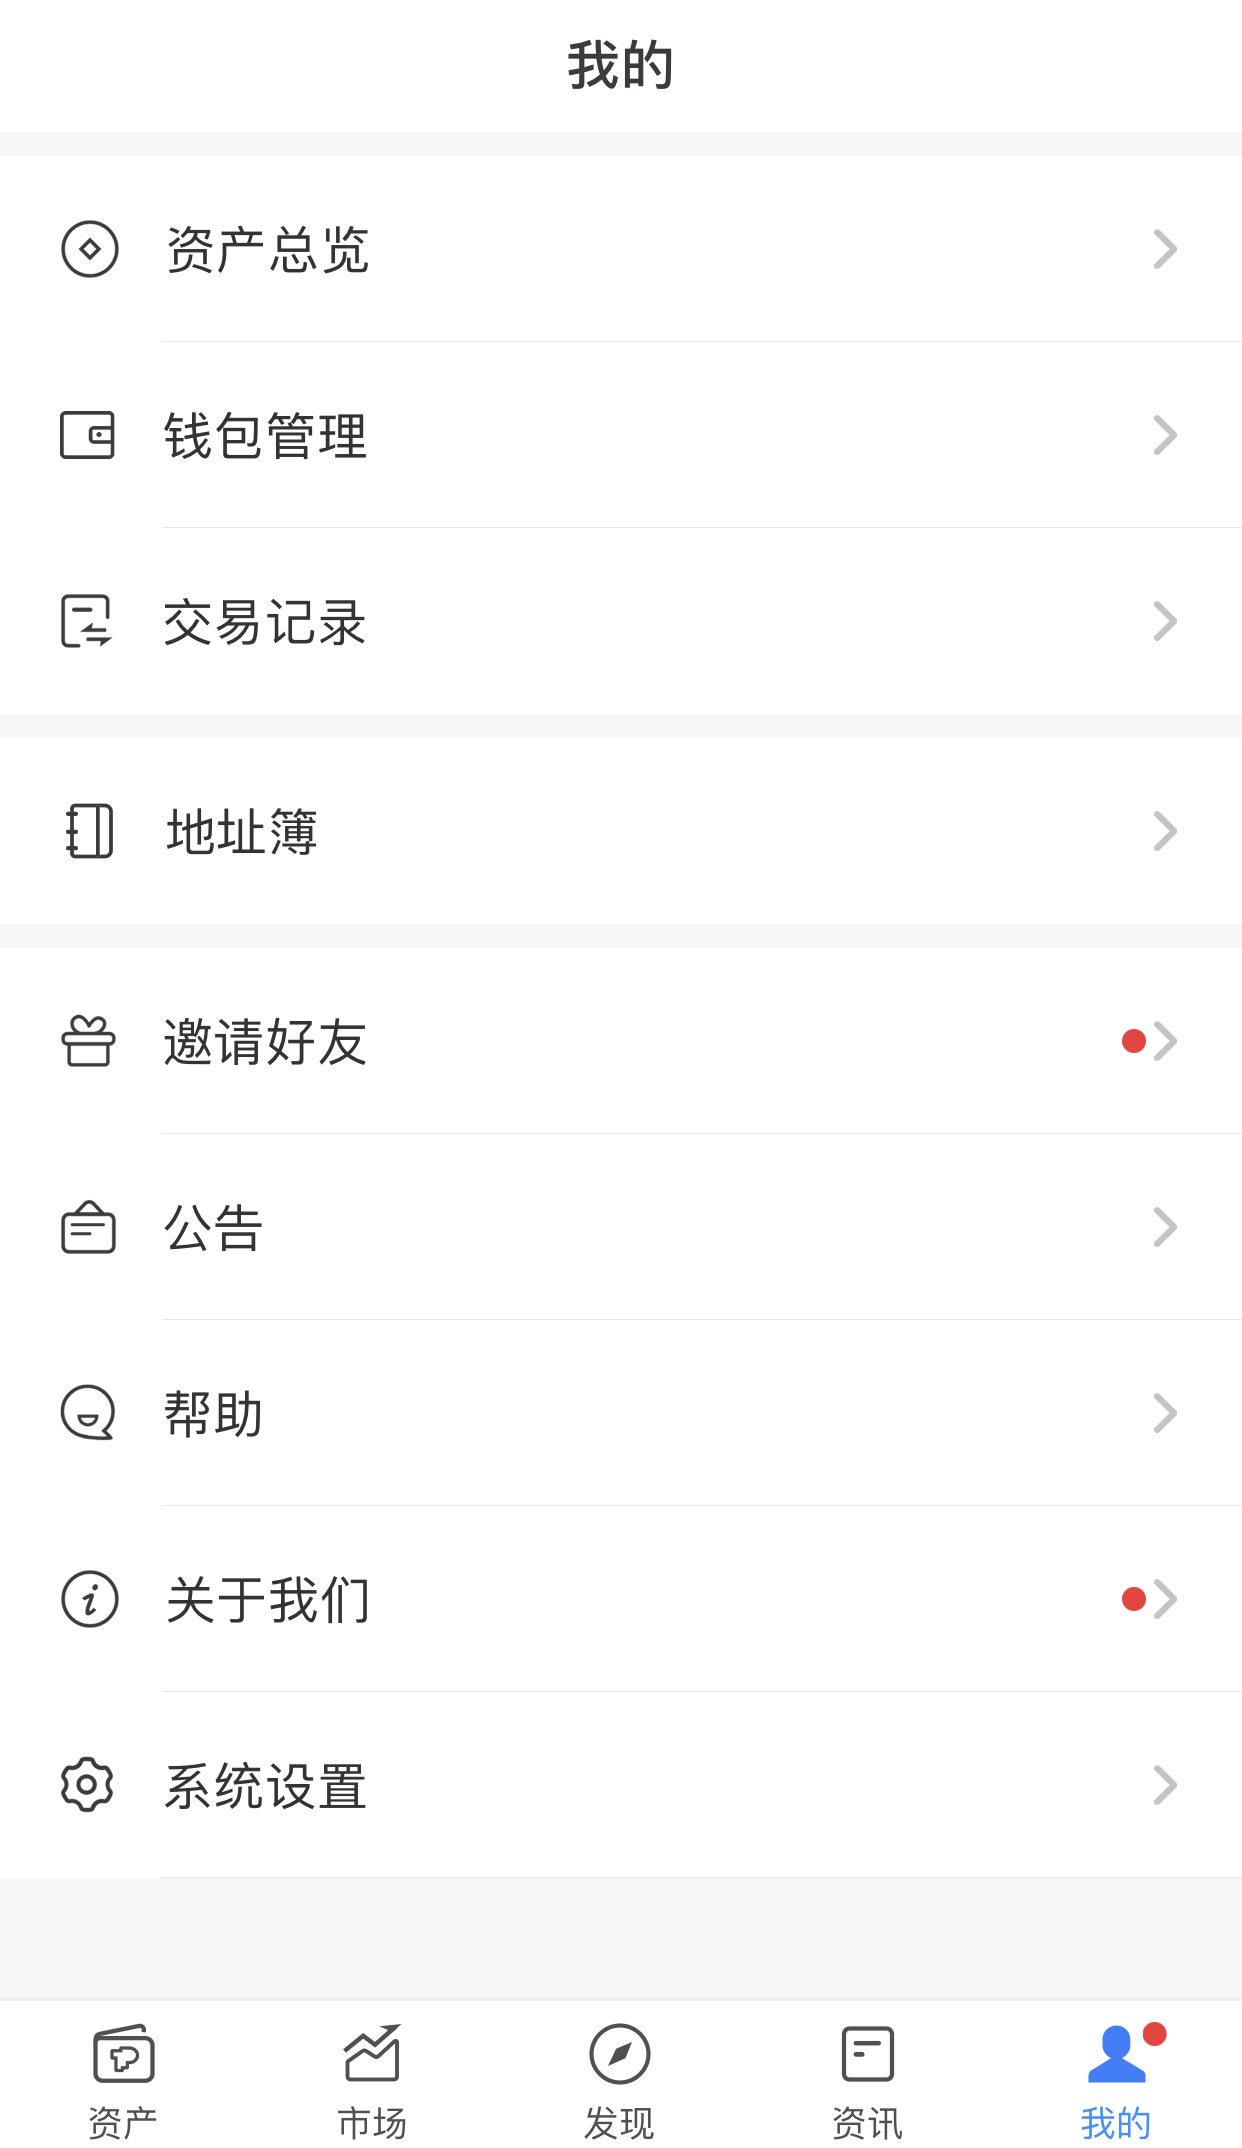 我的
资产总览
钱包管理
交易记录
地址簿
邀请好友
公告
帮助
关于我们
系统设置
资产
市场
发现
资讯
我的